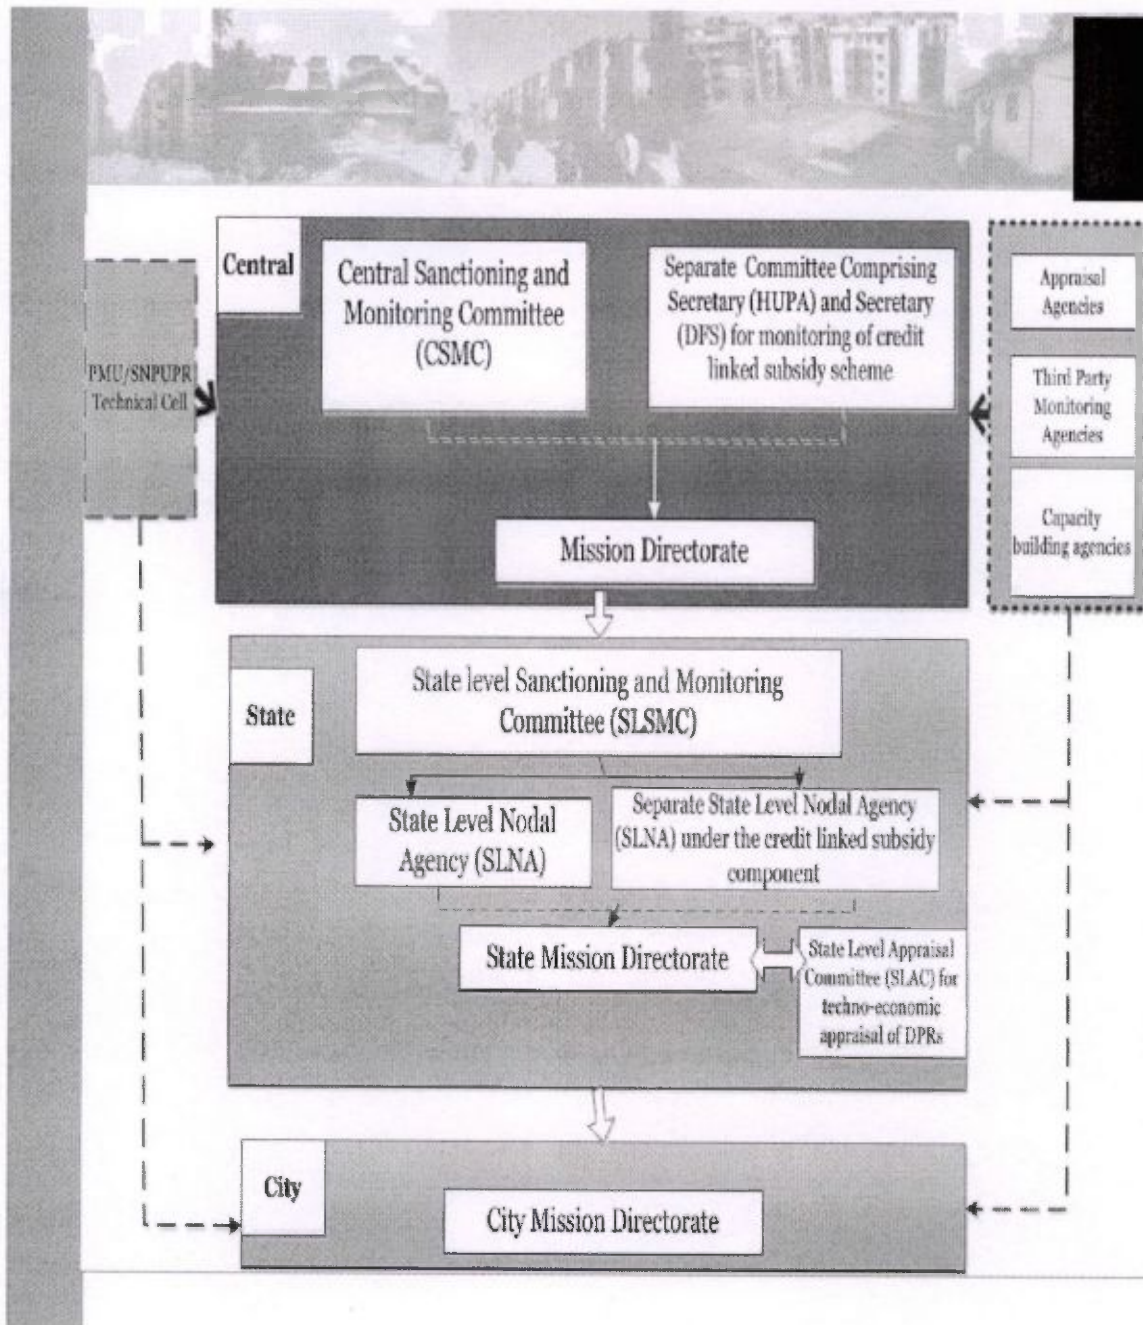 Central
Central Sanctioning and
Monitoring Committee
(CSMC)
Separate Committee Comprising
Secretary (HUPA) and Secretary
(DFS) for monitoring of credit
linked subsidy scheme
Mission Directorate
PMU/SNPUPR
Technical Cell
Appraisal
Agencies
Third Party
Monitoring
Agencies
Capacity
building agencies
State
State level Sanctioning and Monitoring
Committee (SLSMC)
State Level Nodal
Agency (SLNA)
Separate State Level Nodal Agency
(SLNA) under the credit linked subsidy
component
State Mission Directorate
State Level Appraisal
Committee (SLAC) for
techno-economic
appraisal of DPRs
City
City Mission Directorate